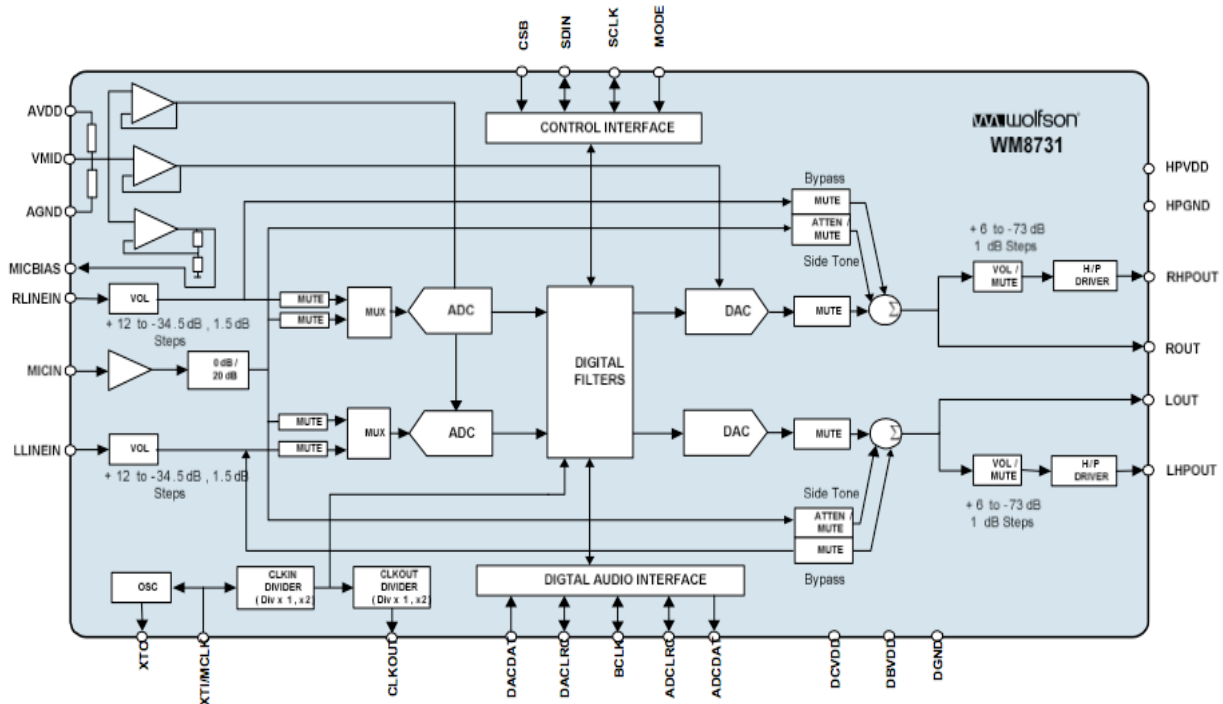 CSB
SDIN
SCLK
MODE
AVDD
VMID
AGND
MICBIAS
RLINEIN
MICIN
LLINEIN
CONTROL INTERFACE
wolfson
WM8731
HPVDD
HPGND
RHPOUT
ROUT
LOUT
LHPOUT
Bypass
MUTE
ATTEN /
MUTE
Side Tone
+ 6 to -73 dB
1 dB Steps
VOL /
MUTE
H/P
DRIVER
VOL
+ 12 to -34.5 dB , 1.5 dB
Steps
MUTE
MUTE
MUX
ADC
DIGITAL
FILTERS
DAC
MUTE
Σ
0 dB /
20 dB
MUTE
MUTE
MUX
ADC
DAC
MUTE
Σ
VOL
+ 12 to -34.5 dB , 1.5 dB
Steps
VOL /
MUTE
H/P
DRIVER
+ 6 to -73 dB
1 dB Steps
Side Tone
ATTEN /
MUTE
MUTE
Bypass
OSC
CLKIN
DIVIDER
( Div x 1 , x2 )
CLKOUT
DIVIDER
( Div x 1 , x2 )
DIGTAL AUDIO INTERFACE
XTO
XTI/MCLK
CLKOUT
DACDAT
DACLRC
BCLK
ADCLRC
ADCDAT
DCVDD
DBVDD
DGND